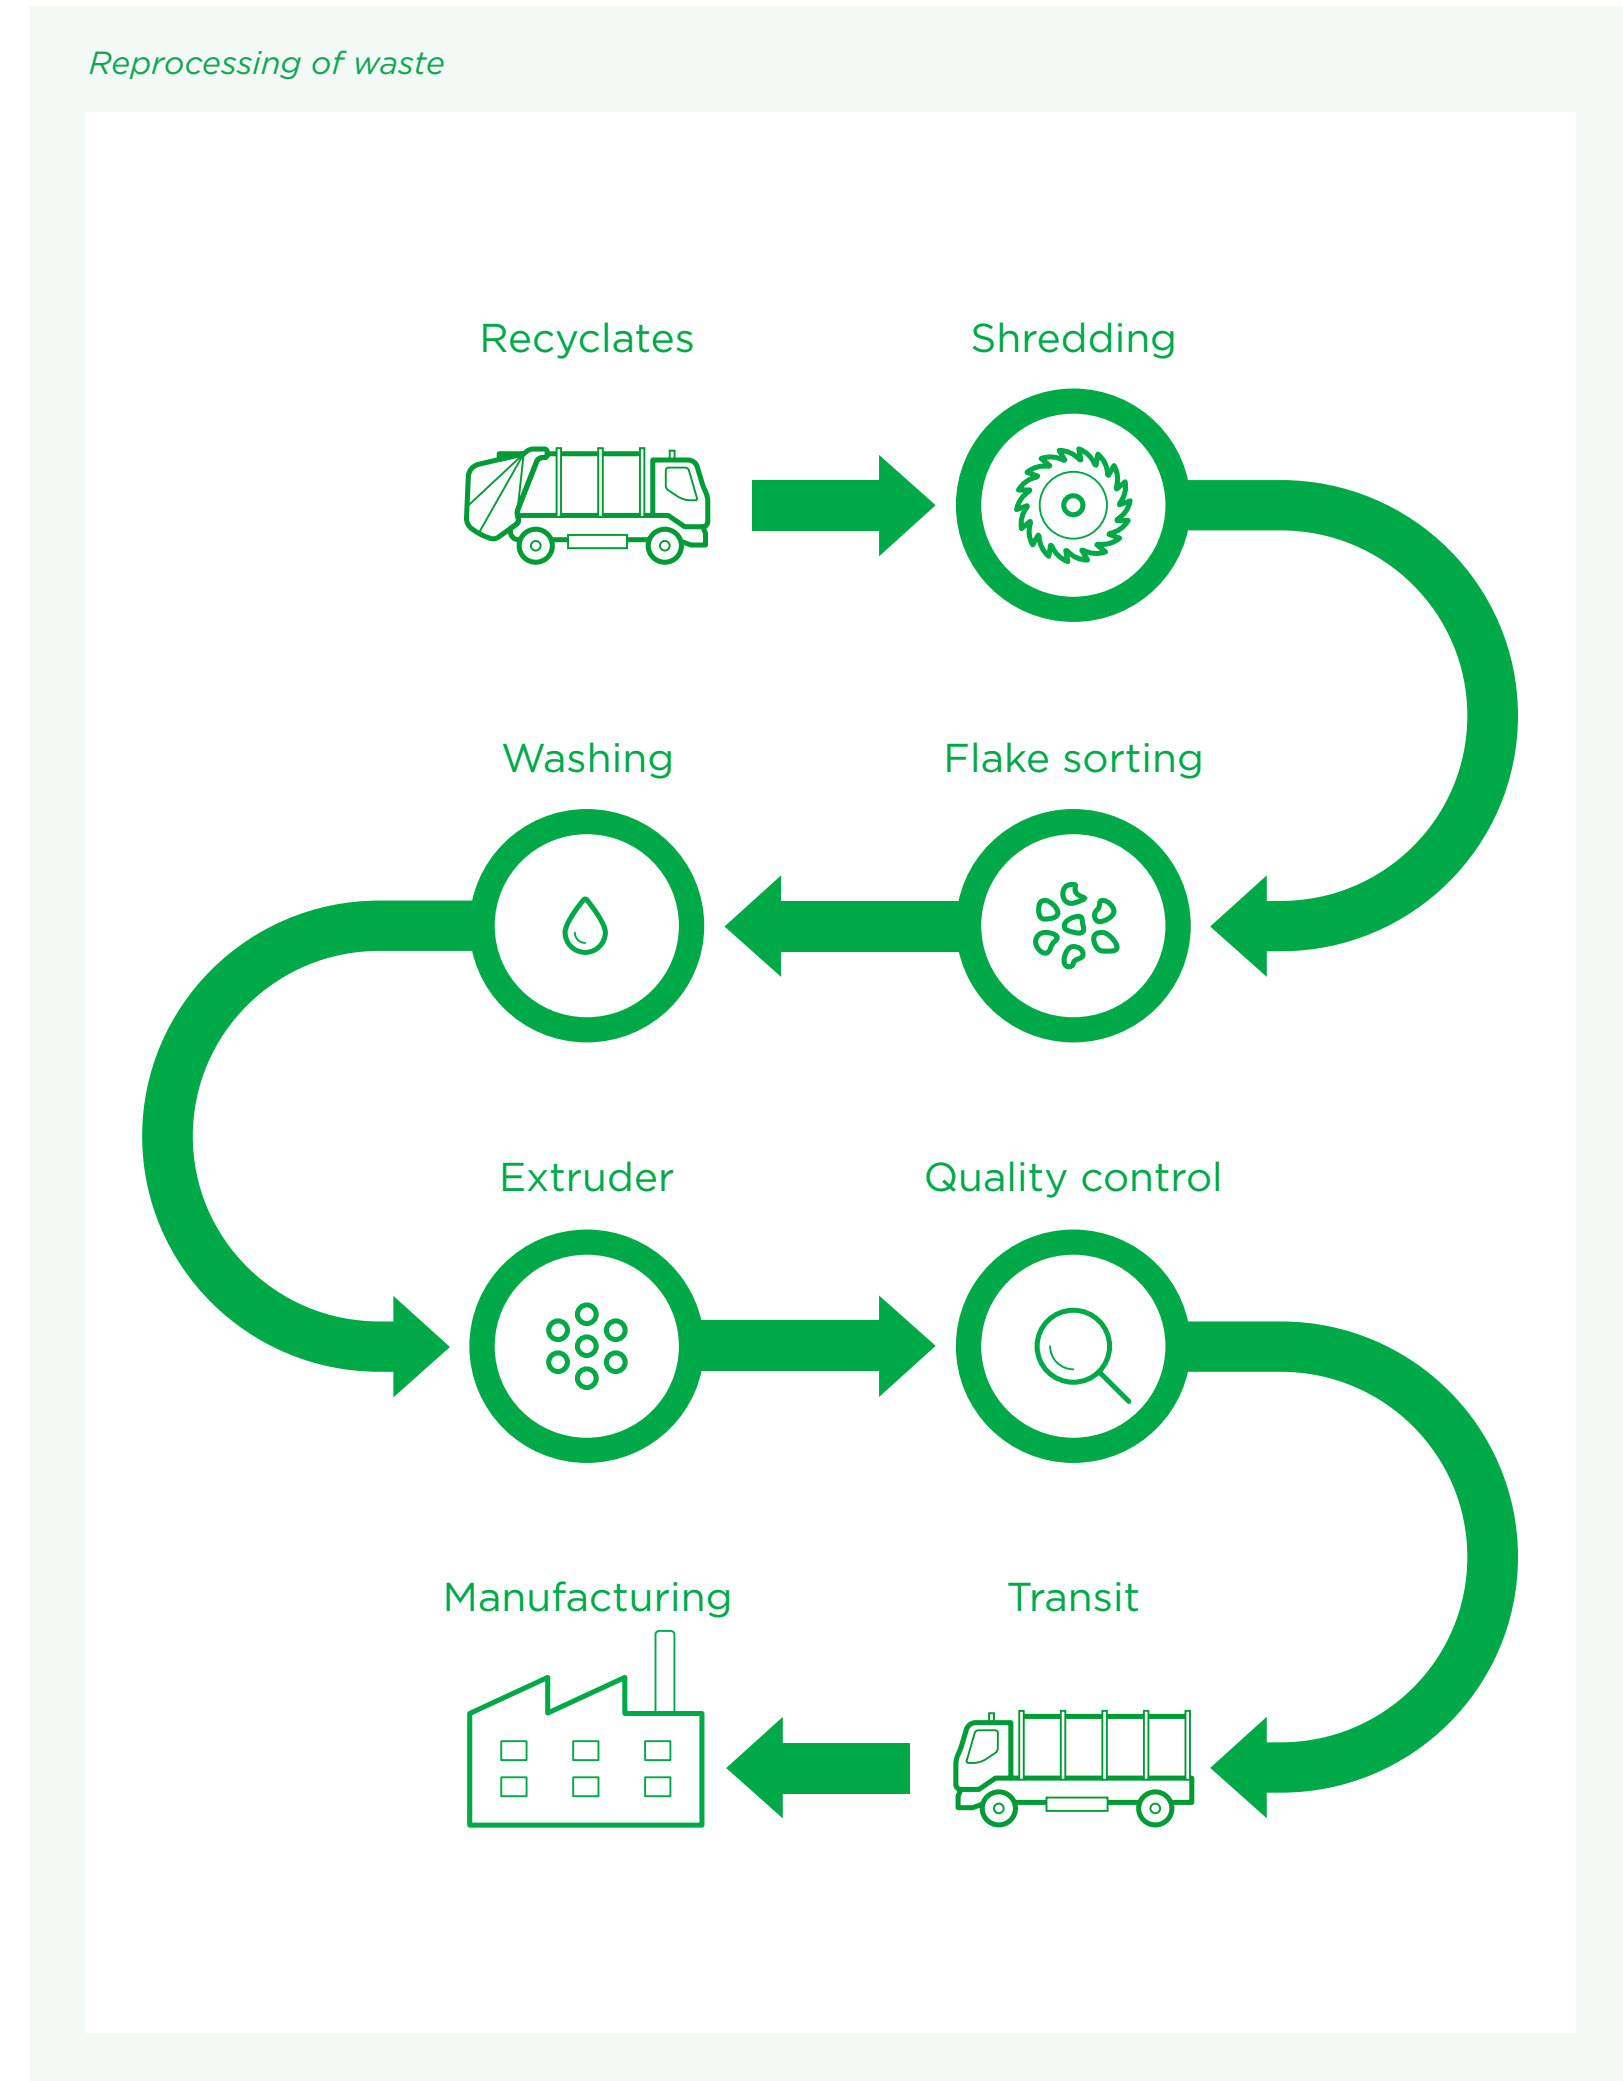 Reprocessing of waste
Recyclates
Shredding
Washing
Flake sorting
Extruder
Quality control
Manufacturing
Transit